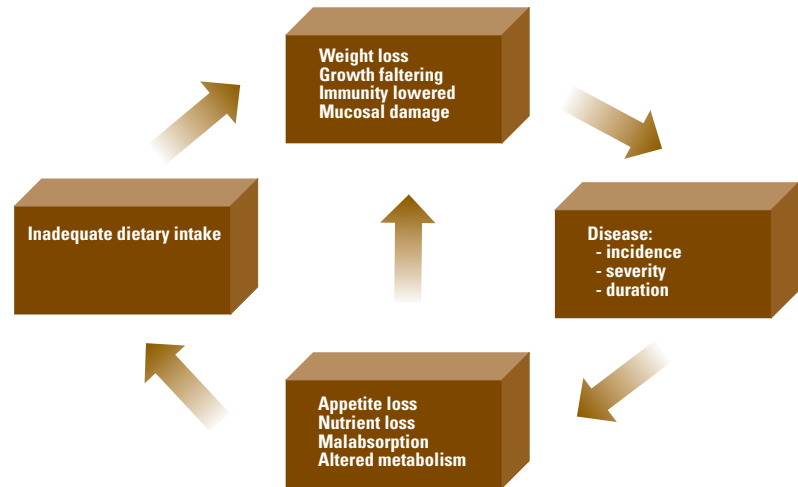 Weight loss
Growth faltering
Immunity lowered
Mucosal damage
Inadequate dietary intake
Disease:
- incidence
- severity
- duration
Appetite loss
Nutrient loss
Malabsorption
Altered metabolism